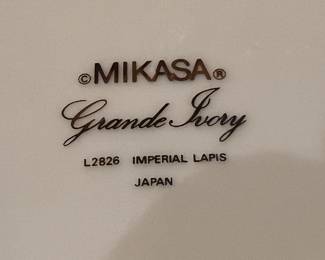 ©MIKASA®
Grande Ivory
L2826 IMPERIAL LAPIS
JAPAN